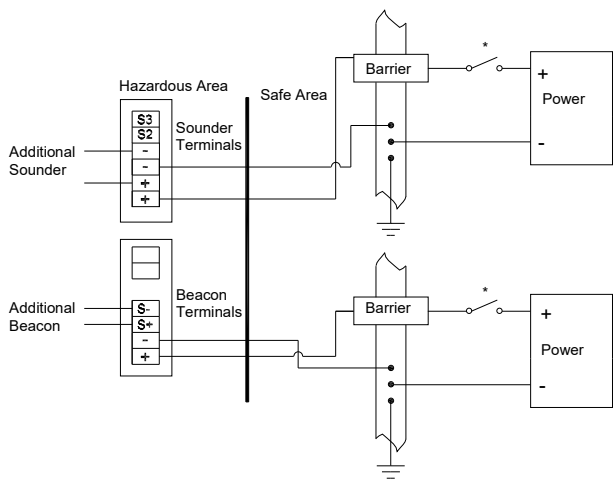 *
Barrier
+
Power
-
Hazardous Area
Safe Area
S3
S2
-
-
+
+
Sounder
Terminals
Additional
Sounder
*
Barrier
+
Power
-
S-
S+
-
+
Beacon
Terminals
Additional
Beacon